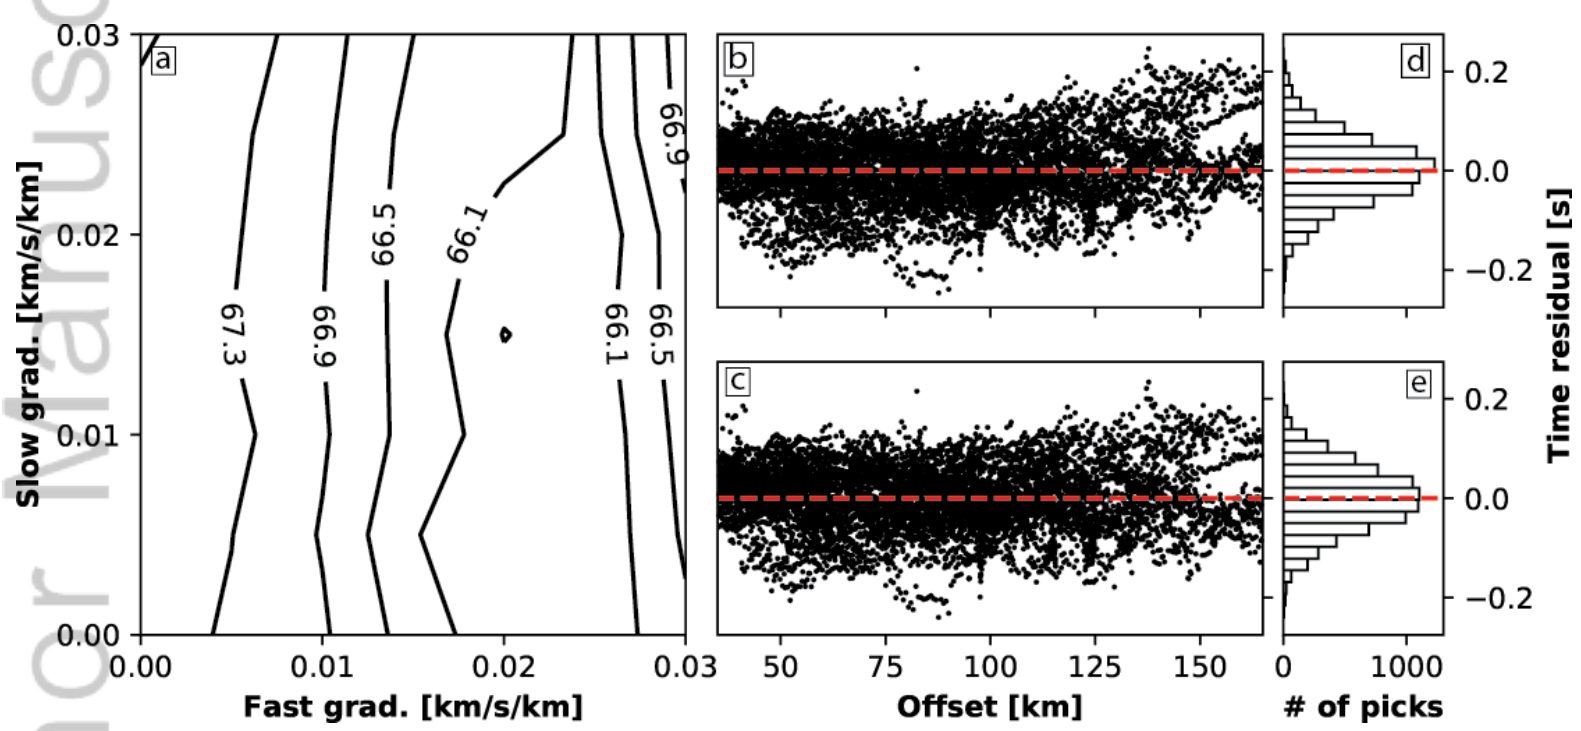 0.03
0.02
0.01
0.00
Slow grad. [km/s/km]
a
67.3
66.9
66.5
66.1
66.1
66.5
66.9
0.00
0.01
0.02
0.03
Fast grad. [km/s/km]
b
c
50
75
100
125
150
Offset [km]
d
0.2
0.0
−0.2
e
0.2
0.0
−0.2
Time residual [s]
0
1000
# of picks